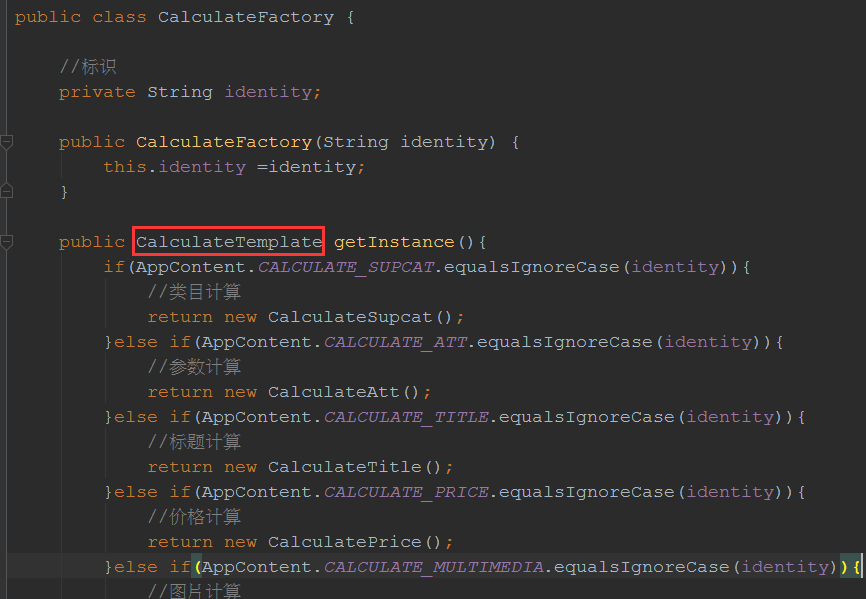 public class CalculateFactory {
//标识
private String identity;
public CalculateFactory(String identity) {
this.identity =identity;
}
public CalculateTemplate getInstance(){
if(AppContent.CALCULATE_SUPCAT.equalsIgnoreCase(identity)){
//类目计算
return new CalculateSupcat();
}else if(AppContent.CALCULATE_ATT.equalsIgnoreCase(identity)){
//参数计算
return new CalculateAtt();
}else if(AppContent.CALCULATE_TITLE.equalsIgnoreCase(identity)){
//标题计算
return new CalculateTitle();
}else if(AppContent.CALCULATE_PRICE.equalsIgnoreCase(identity)){
//价格计算
return new CalculatePrice();
}else if(AppContent.CALCULATE_MULTIMEDIA.equalsIgnoreCase(identity)){
//图片计算